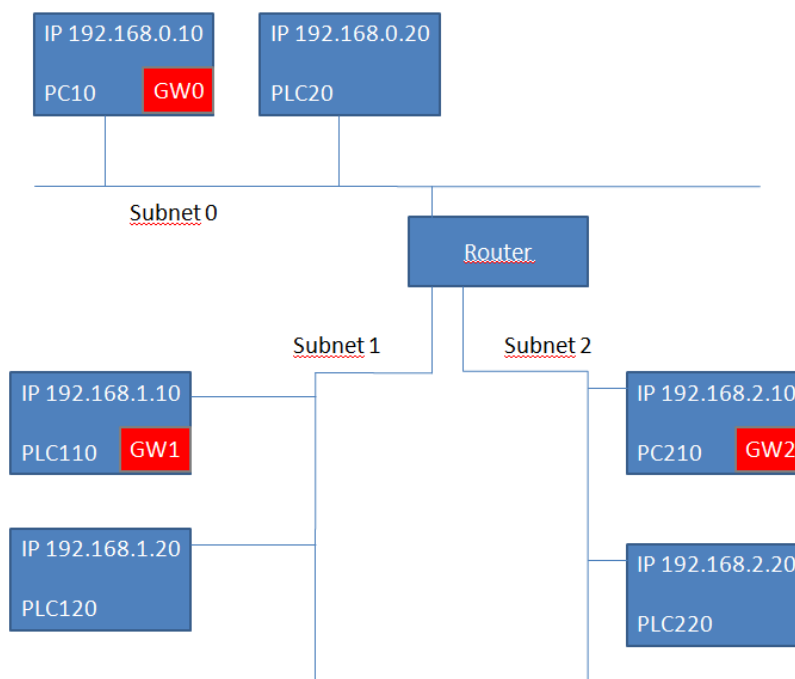 IP 192.168.0.10
PC10
GW0
IP 192.168.0.20
PLC20
Subnet 0
Router
Subnet 1
Subnet 2
IP 192.168.1.10
PLC110
GW1
IP 192.168.2.10
PC210
GW2
IP 192.168.1.20
PLC120
IP 192.168.2.20
PLC220